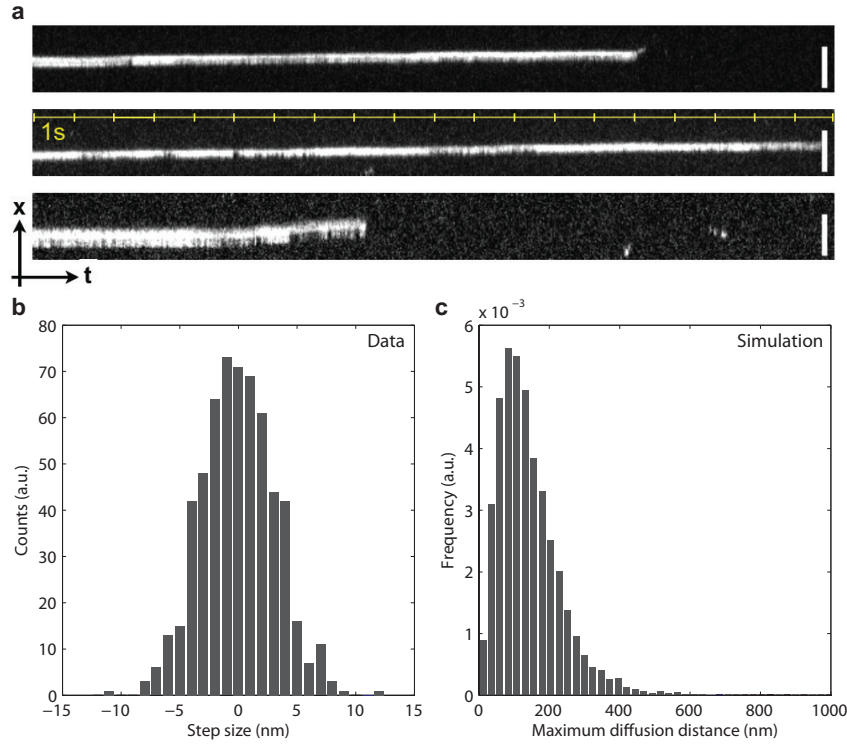 a
1s
x
t
b
c
x 10⁻³
Data
Simulation
Counts (a.u.)
80
70
60
50
40
30
20
10
0
−15
−10
−5
0
5
10
15
Step size (nm)
Frequency (a.u.)
6
5
4
3
2
1
0
0
200
400
600
800
1000
Maximum diffusion distance (nm)